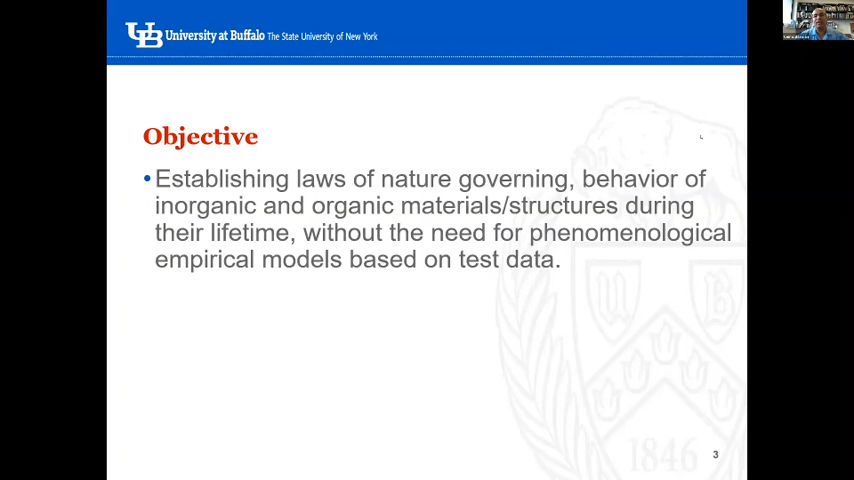 UB University at Buffalo The State University of New York
Objective
•Establishing laws of nature governing, behavior of
inorganic and organic materials/structures during
their lifetime, without the need for phenomenological
empirical models based on test data.
U B
1846
3